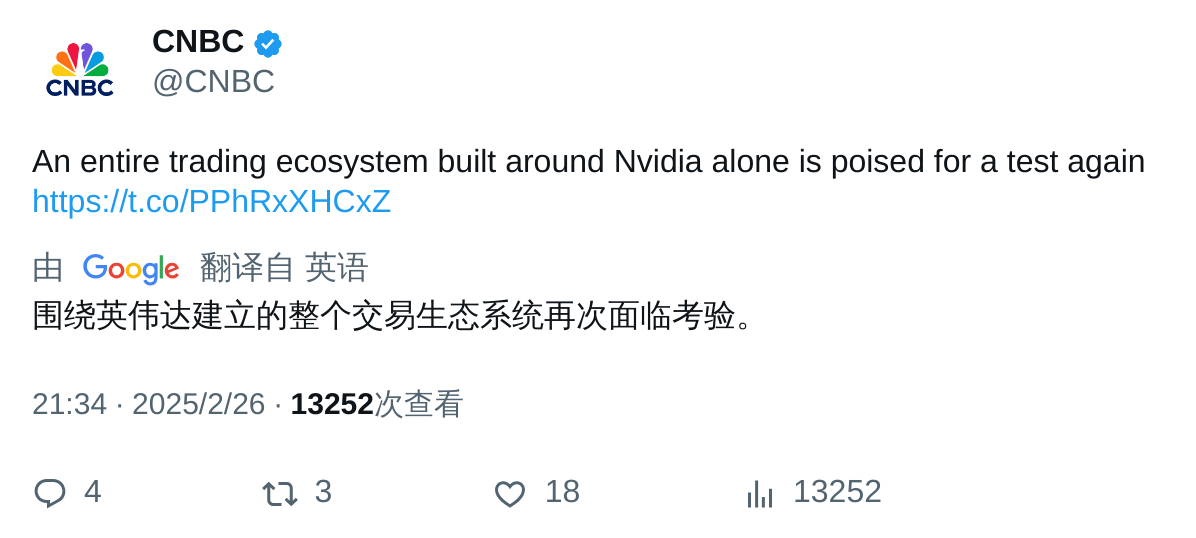 CNBC
CNBC
@CNBC
An entire trading ecosystem built around Nvidia alone is poised for a test again
https://t.co/PPhRxXHCxZ
由 Google 翻译自 英语
围绕英伟达建立的整个交易生态系统再次面临考验。
21:34 · 2025/2/26 · 13252次查看
4 3 18 13252